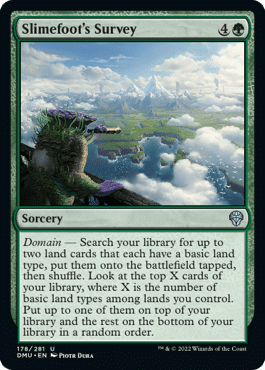 Slimefoot's Survey 4
Sorcery
Domain — Search your library for up to
two land cards that each have a basic land
type, put them onto the battlefield tapped,
then shuffle. Look at the top X cards of
your library, where X is the number of
basic land types among lands you control.
Put up to one of them on top of your
library and the rest on the bottom of your
library in a random order.
178/281 U
DMU • EN Piotr Dura
™ & © 2022 Wizards of the Coast